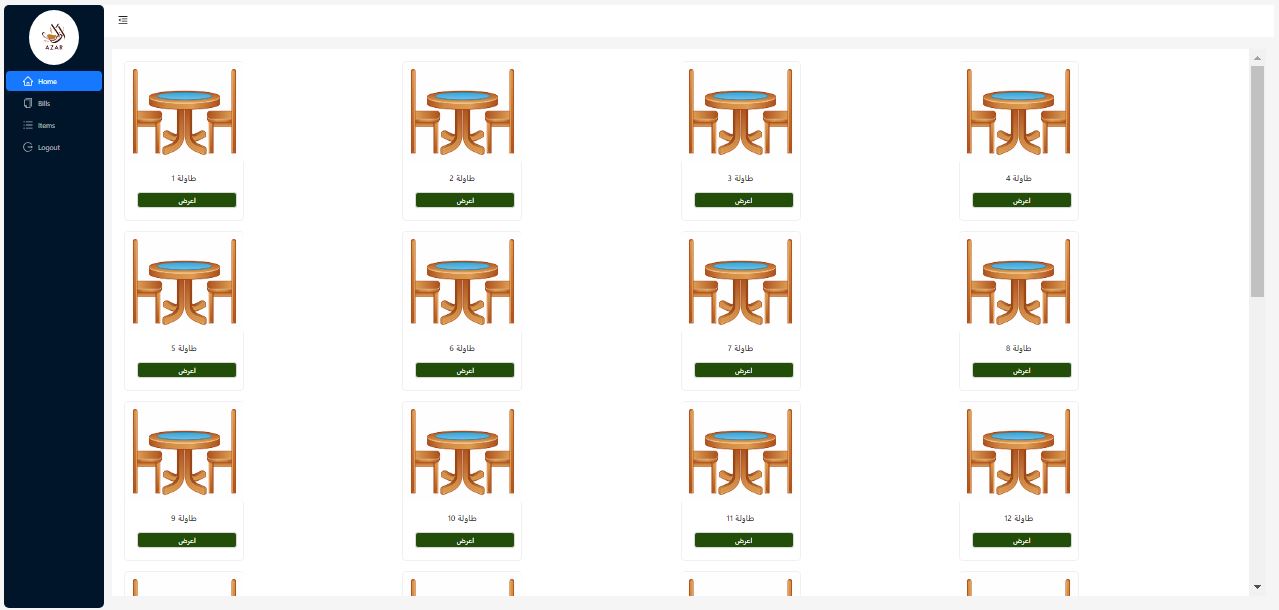 AZAR
Home
Bills
Items
Logout
طاولة 1
طاولة 2
طاولة 3
طاولة 4
اعرض
اعرض
اعرض
اعرض
طاولة 5
طاولة 6
طاولة 7
طاولة 8
اعرض
اعرض
اعرض
اعرض
طاولة 9
طاولة 10
طاولة 11
طاولة 12
اعرض
اعرض
اعرض
اعرض